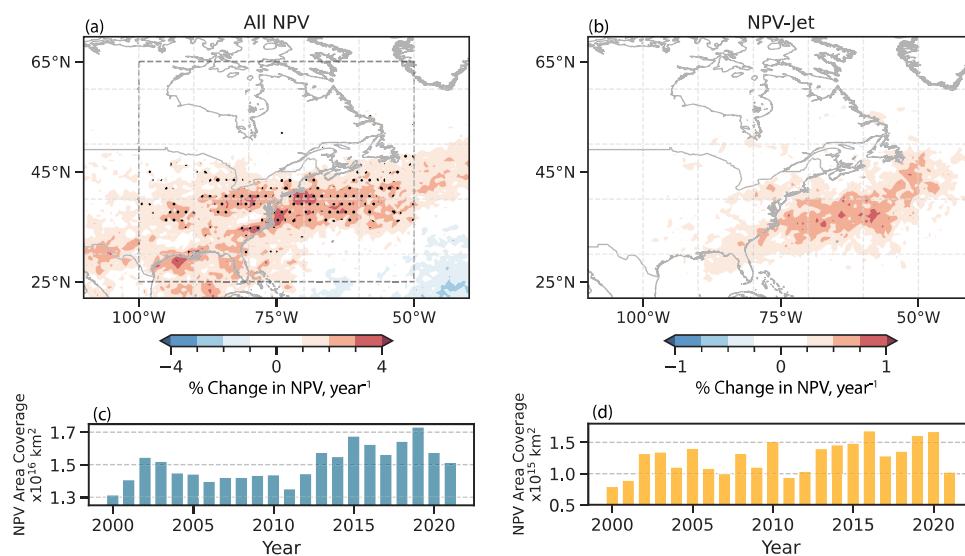 (a)
All NPV
65°N
45°N
25°N
100°W
75°W
50°W
−4
0
4
% Change in NPV, year⁻¹
(b)
NPV-Jet
65°N
45°N
25°N
100°W
75°W
50°W
−1
0
1
% Change in NPV, year⁻¹
(c)
NPV Area Coverage
x10¹⁶ km²
1.7
1.5
1.3
2000
2005
2010
2015
2020
Year
(d)
NPV Area Coverage
x10¹⁵ km²
1.5
1.0
0.5
2000
2005
2010
2015
2020
Year